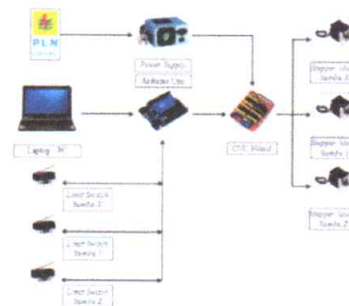 PLN
Power Supply
Arduino Uno
Laptop / PC
CNC Shield
Limit Switch
Sumbu X
Limit Switch
Sumbu Y
Limit Switch
Sumbu Z
Stepper
Sumbu X
Stepper
Stepper
Sumbu Z